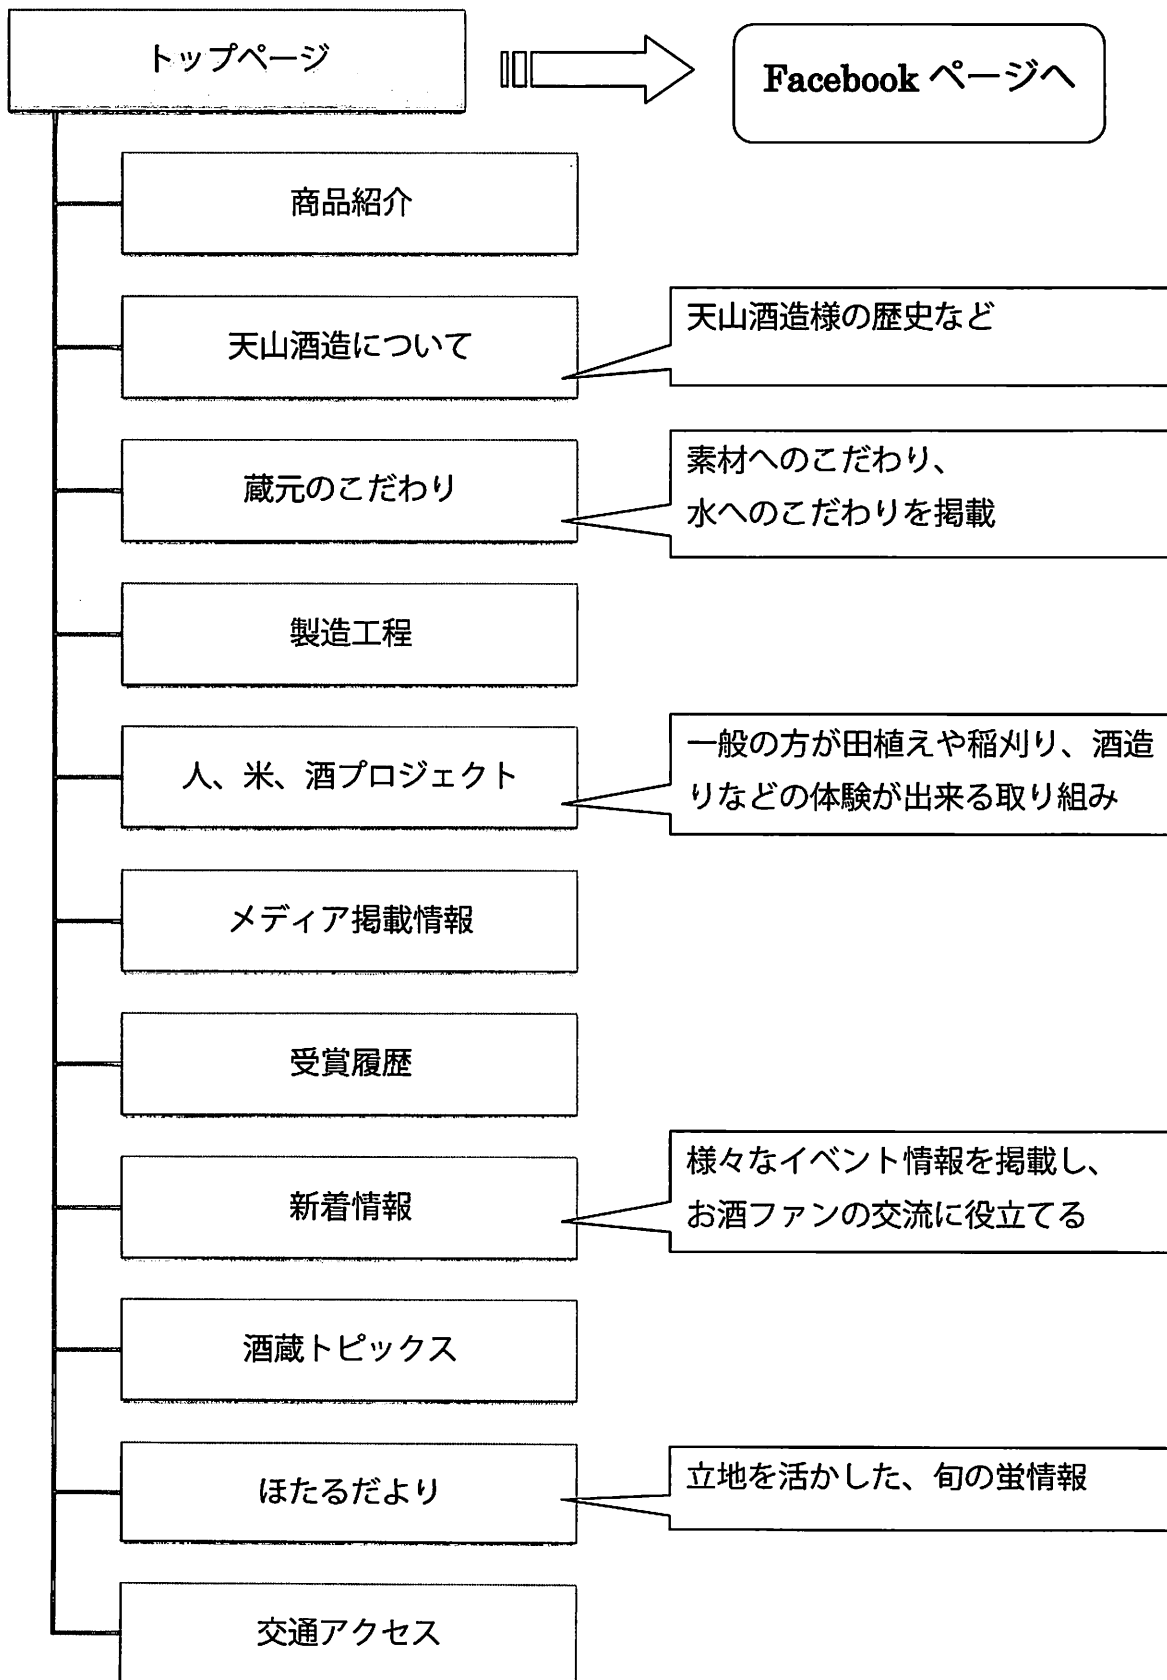 トップページ
Facebook ページへ
商品紹介
天山酒造について
天山酒造様の歴史など
蔵元のこだわり
素材へのこだわり、
水へのこだわりを掲載
製造工程
人、米、酒プロジェクト
一般の方が田植えや稲刈り、酒造
りなどの体験が出来る取り組み
メディア掲載情報
受賞履歴
新着情報
様々なイベント情報を掲載し、
お酒ファンの交流に役立てる
酒蔵トピックス
ほたるだより
立地を活かした、旬の蛍情報
交通アクセス